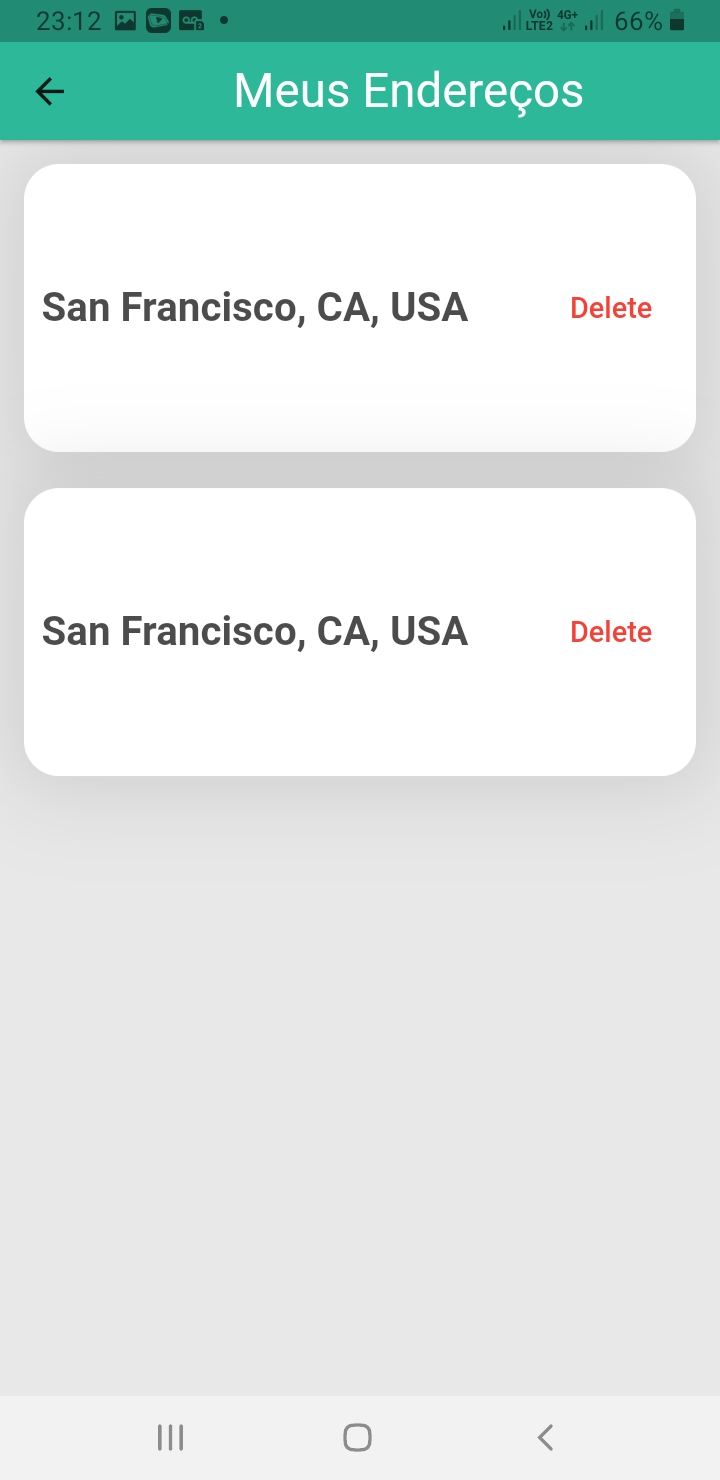 23:12 Vo)) LTE2 4G+ 66%
Meus Endereços
San Francisco, CA, USA Delete
San Francisco, CA, USA Delete